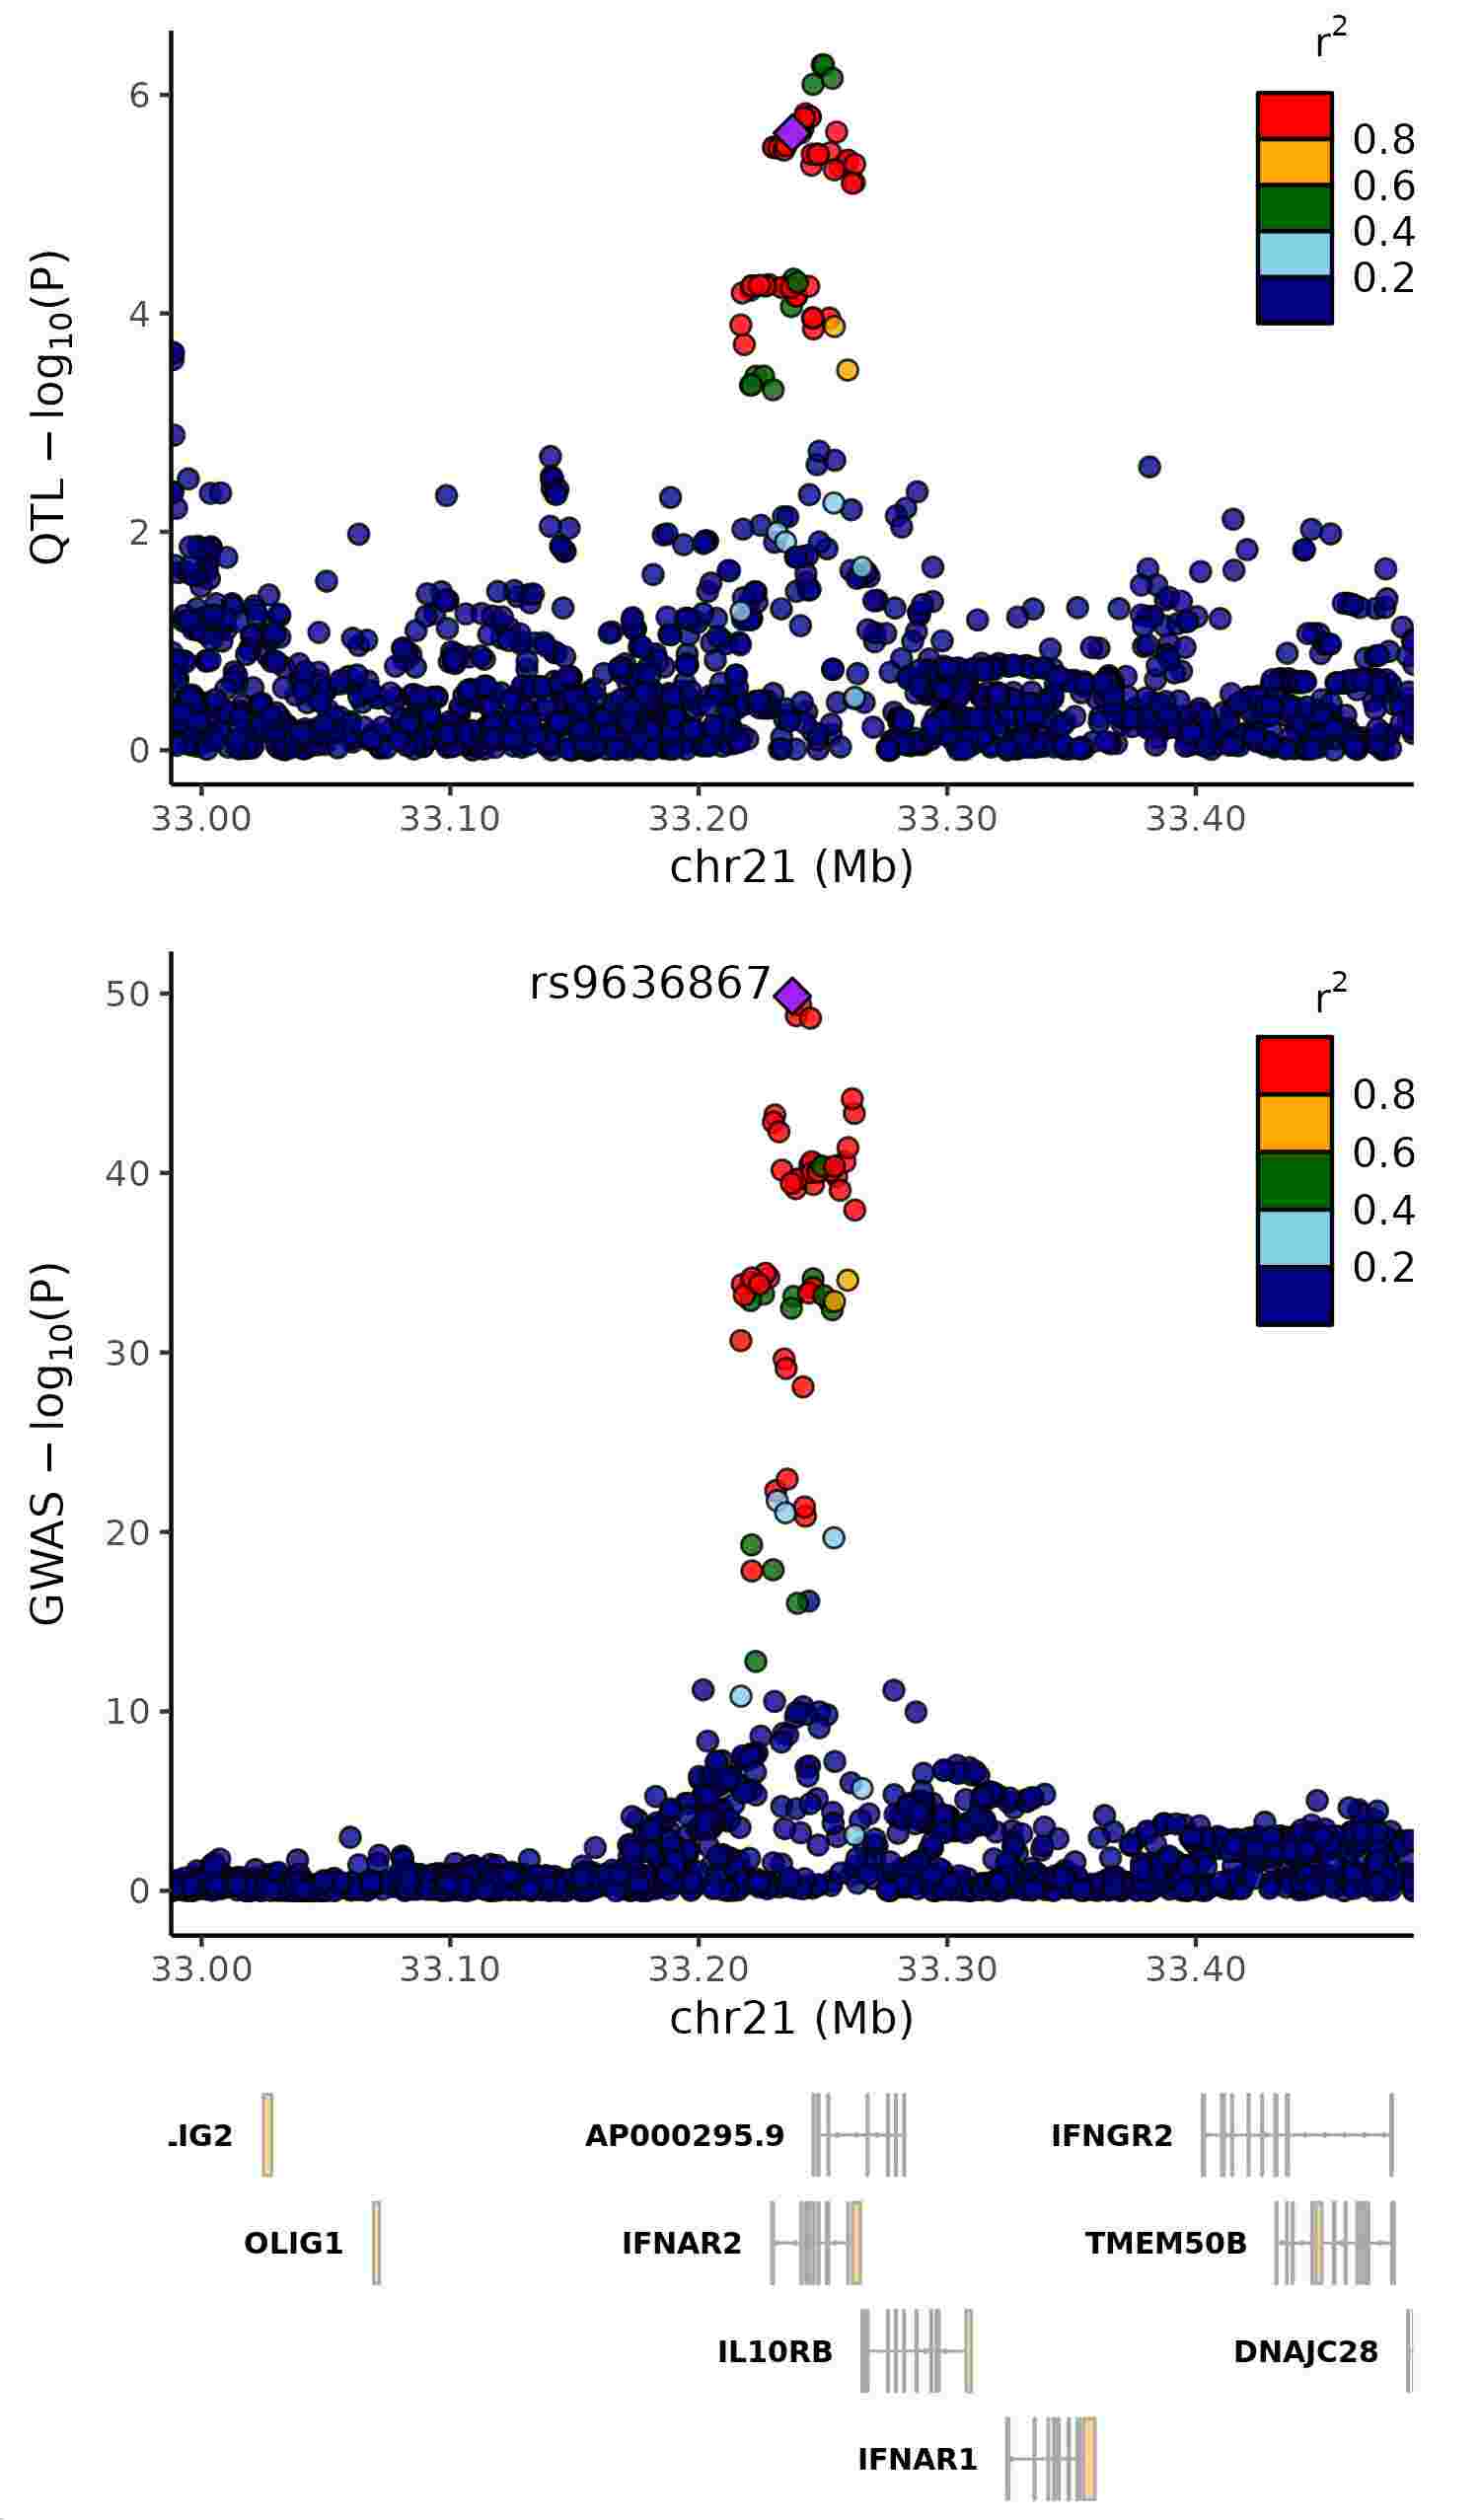 r2
QTL −log10(P)
6
4
2
0
0.8
0.6
0.4
0.2
33.00 33.10 33.20 33.30 33.40
chr21 (Mb)
rs9636867
r2
GWAS −log10(P)
50
40
30
20
10
0
0.8
0.6
0.4
0.2
33.00 33.10 33.20 33.30 33.40
chr21 (Mb)
IG2 AP000295.9 IFNGR2
OLIG1 IFNAR2 TMEM50B
IL10RB DNAJC28
IFNAR1